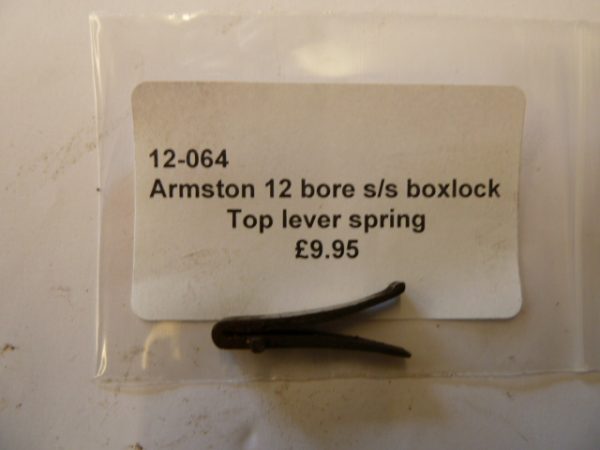 12-064
Armston 12 bore s/s boxlock
Top lever spring
£9.95